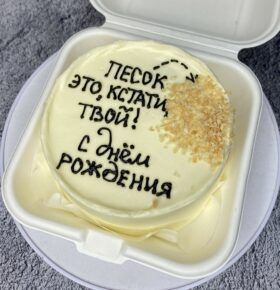 ПЕСОК
ЭТО, КСТАТИ,
ТВОЙ!
С ДНЁМ
РОЖДЕНИЯ